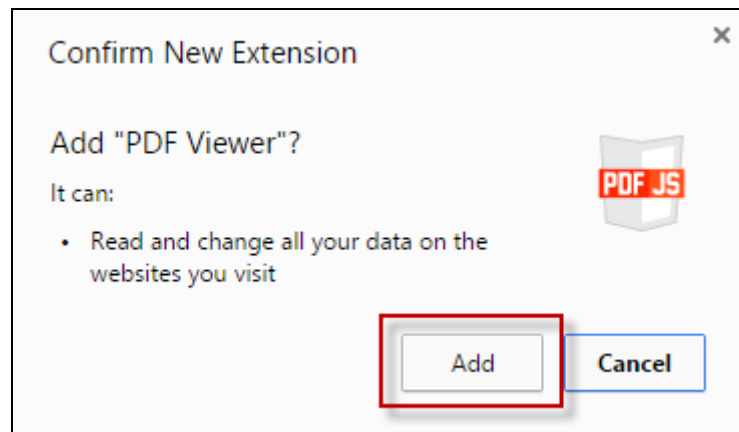 Confirm New Extension
Add "PDF Viewer"?
PDF JS
It can:
• Read and change all your data on the
websites you visit
Add
Cancel